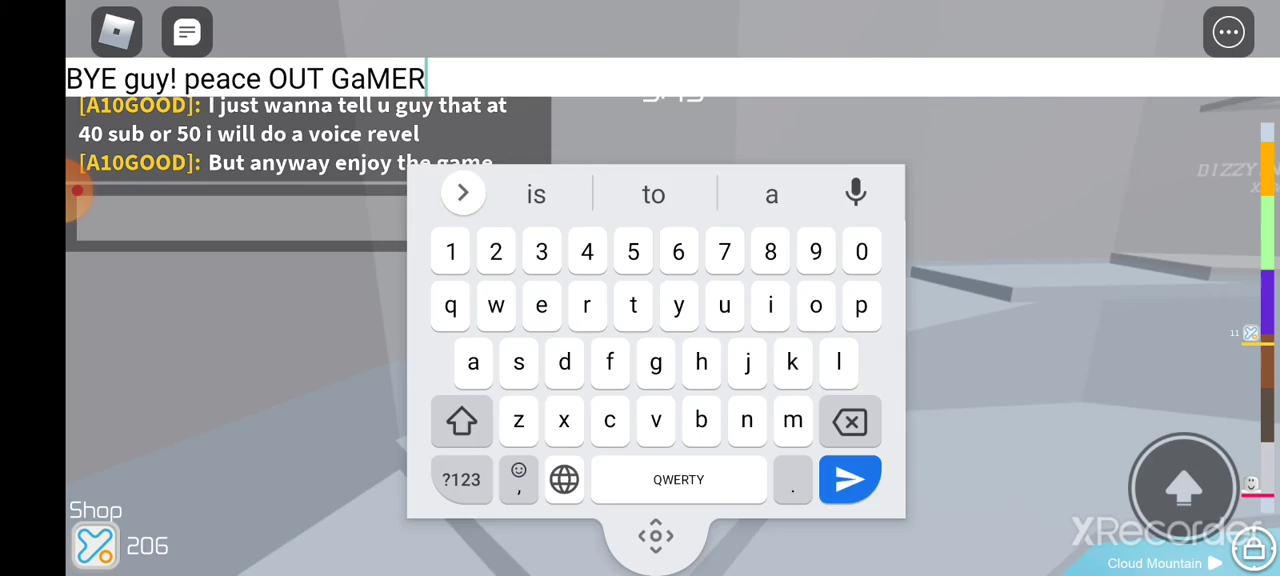 BYE guy! peace OUT GaMER
[A10GOOD]: I just wanna tell u guy that at
40 sub or 50 i will do a voice revel
[A10GOOD]: But anyway enjoy the game
DIZZY
is to a
1 2 3 4 5 6 7 8 9 0
q w e r t y u i o p
11
a s d f g h j k l
z x c v b n m
?123 , QWERTY .
Shop
206
XRecorder
Cloud Mountain